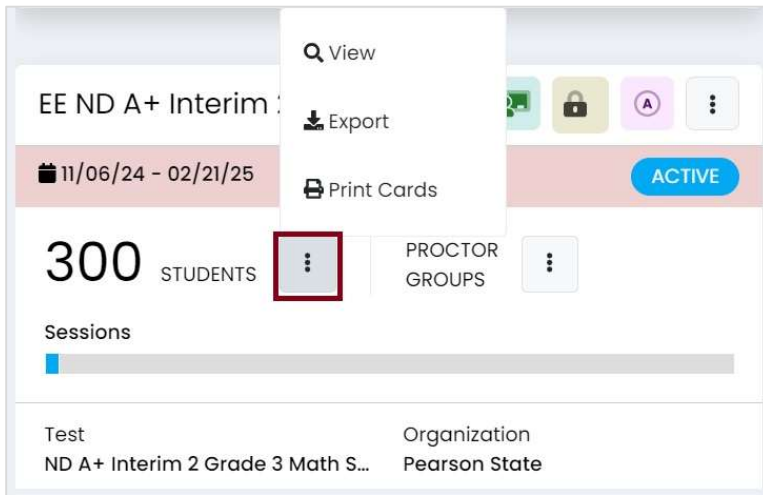 View
EE ND A+ Interim
Export
A
11/06/24 - 02/21/25
Print Cards
ACTIVE
300 STUDENTS
PROCTOR
GROUPS
Sessions
Test
ND A+ Interim 2 Grade 3 Math S...
Organization
Pearson State